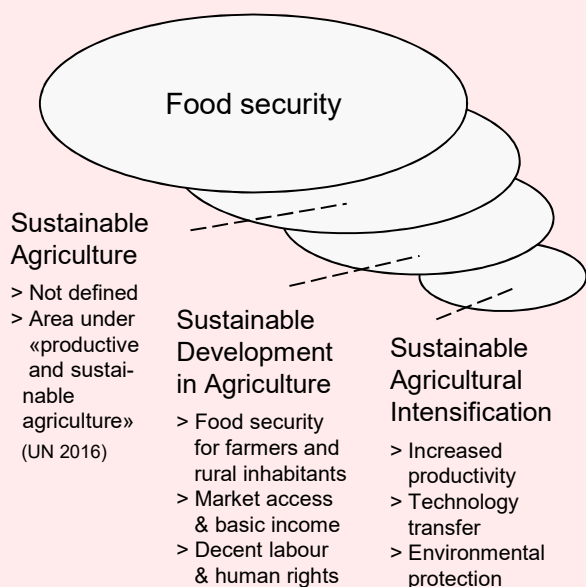 Food security
Sustainable
Agriculture
> Not defined
> Area under
«productive
and sustai-
nable
agriculture»
(UN 2016)
Sustainable
Development
in Agriculture
> Food security
for farmers and
rural inhabitants
> Market access
& basic income
> Decent labour
& human rights
Sustainable
Agricultural
Intensification
> Increased
productivity
> Technology
transfer
> Environmental
protection